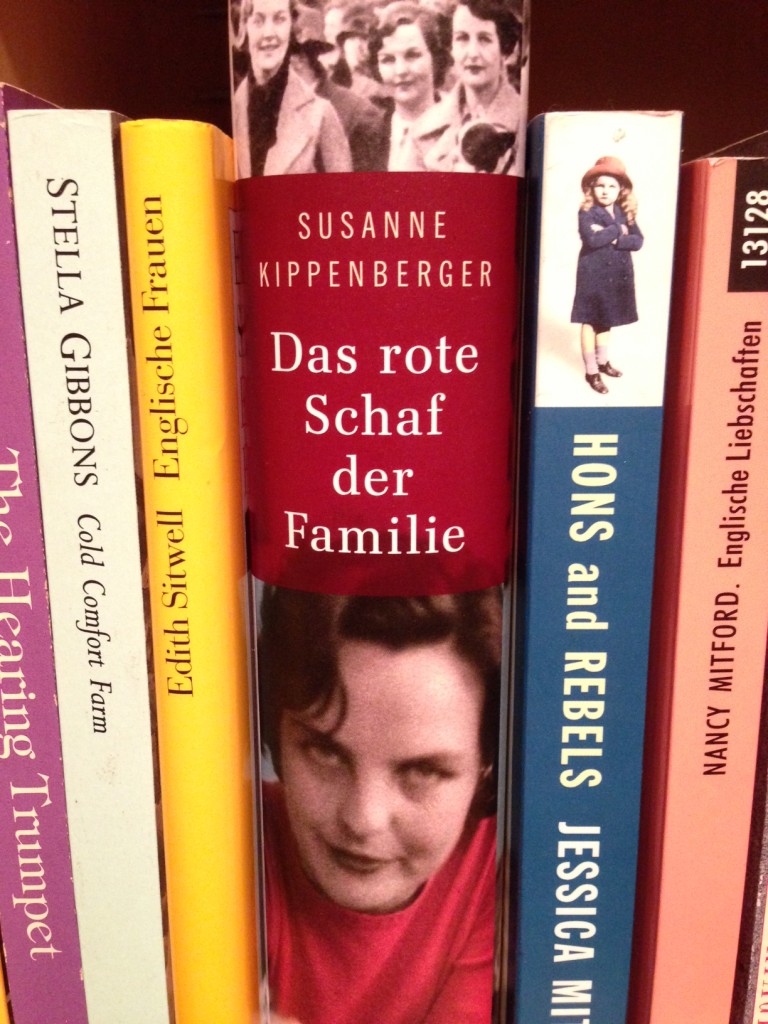 The Hearing Trumpet
STELLA GIBBONS Cold Comfort Farm
Edith Sitwell Englische Frauen
SUSANNE
KIPPENBERGER
Das rote
Schaf
der
Familie
HONS and REBELS JESSICA MIT
NANCY MITFORD. Englische Liebschaften
13128